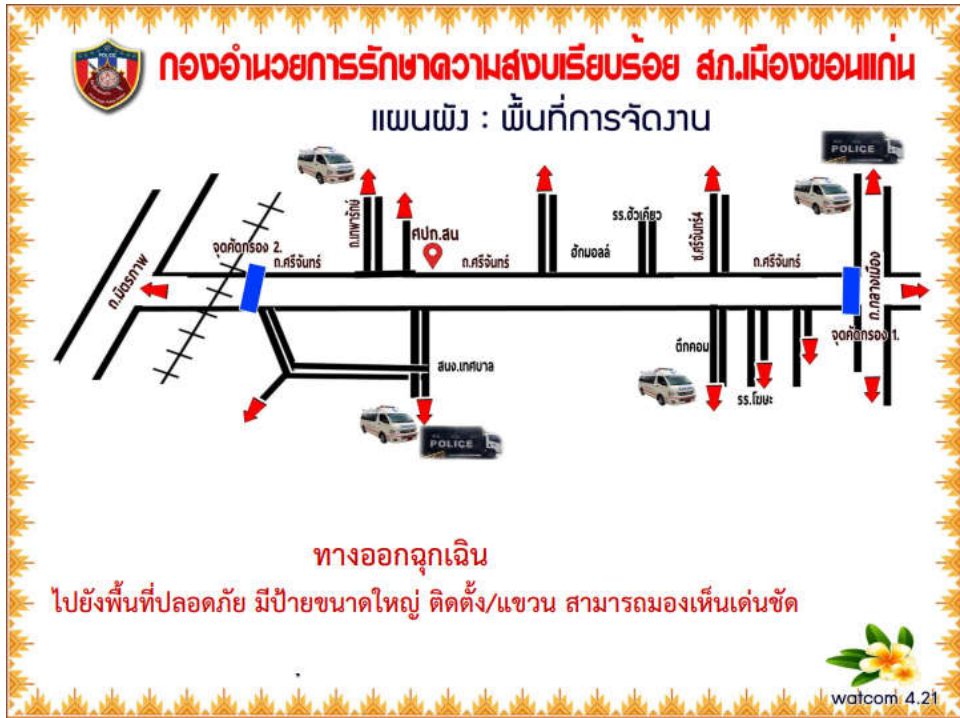 กองอำนวยการรักษาความสงบเรียบร้อย สภ.เมืองขอนแก่น
แผนผัง : พื้นที่การจัดงาน
POLICE
ถ.มิตรภาพ
จุดคัดกรอง 2.
ถ.ศรีจันทร์
ถ.เทพารักษ์
ศปก.สน
ถ.ศรีจันทร์
ฮักมอลล์
รร.ฮั้วเคียว
ซ.ศรีจันทร์4
ถ.ศรีจันทร์
ถ.กลางเมือง
จุดคัดกรอง 1.
สนง.เทศบาล
ตึกคอม
รร.โฆษะ
POLICE
ทางออกฉุกเฉิน
ไปยังพื้นที่ปลอดภัย มีป้ายขนาดใหญ่ ติดตั้ง/แขวน สามารถมองเห็นเด่นชัด
watcom 4.21